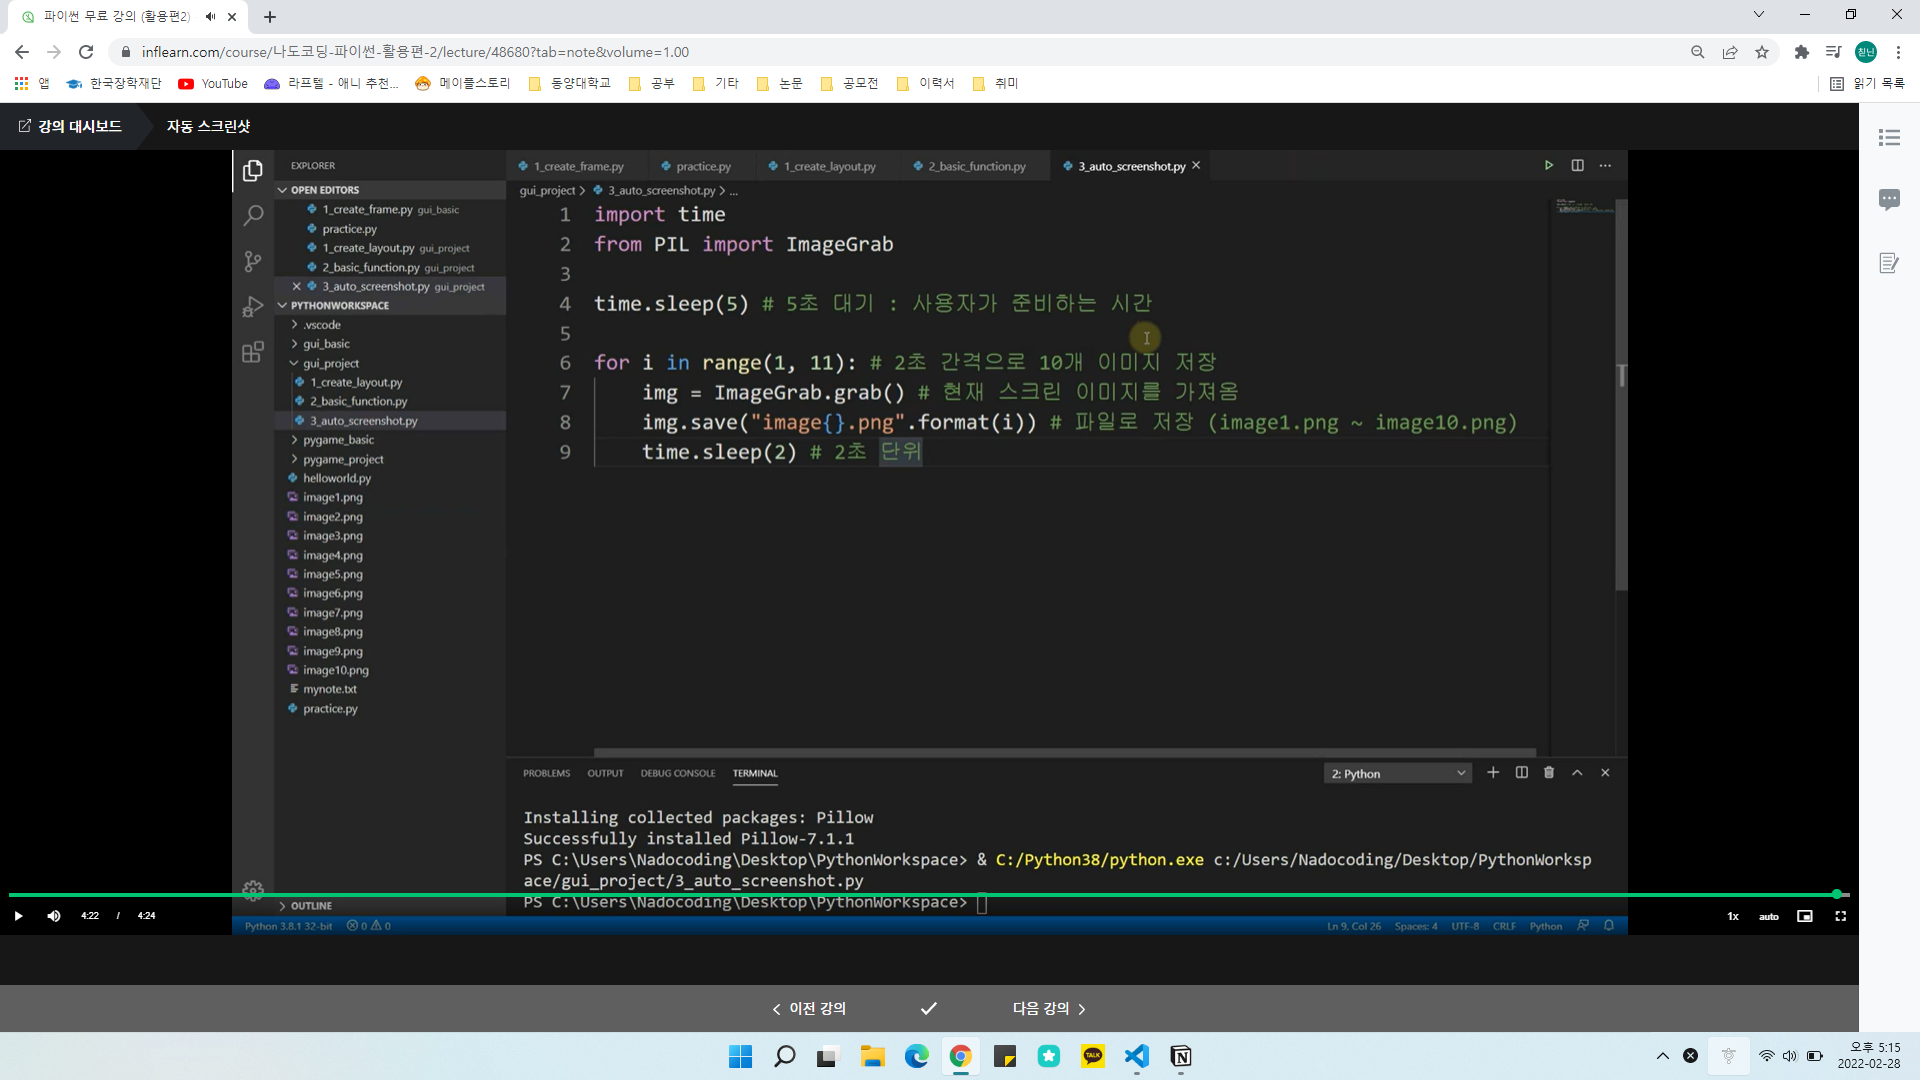 파이썬 무료 강의 (활용편2)
inflearn.com/course/나도코딩-파이썬-활용편-2/lecture/48680?tab=note&volume=1.00
친닌
앱 한국장학재단 YouTube 라프텔 - 애니 추천... 메이플스토리 동양대학교 공부 기타 논문 공모전 이력서 취미 읽기 목록
강의 대시보드 자동 스크린샷
EXPLORER
OPEN EDITORS
1_create_frame.py gui_basic
practice.py
1_create_layout.py gui_project
2_basic_function.py gui_project
3_auto_screenshot.py gui_project
PYTHONWORKSPACE
.vscode
gui_basic
gui_project
1_create_layout.py
2_basic_function.py
3_auto_screenshot.py
pygame_basic
pygame_project
helloworld.py
image1.png
image2.png
image3.png
image4.png
image5.png
image6.png
image7.png
image8.png
image9.png
image10.png
mynote.txt
practice.py
OUTLINE
1_create_frame.py practice.py 1_create_layout.py 2_basic_function.py 3_auto_screenshot.py
gui_project > 3_auto_screenshot.py > ...
1 import time
2 from PIL import ImageGrab
3
4 time.sleep(5) # 5초 대기 : 사용자가 준비하는 시간
5
6 for i in range(1, 11): # 2초 간격으로 10개 이미지 저장
7 img = ImageGrab.grab() # 현재 스크린 이미지를 가져옴
8 img.save("image{}.png".format(i)) # 파일로 저장 (image1.png ~ image10.png)
9 time.sleep(2) # 2초 단위
PROBLEMS OUTPUT DEBUG CONSOLE TERMINAL 2: Python
Installing collected packages: Pillow
Successfully installed Pillow-7.1.1
PS C:\Users\Nadocoding\Desktop\PythonWorkspace> & C:/Python38/python.exe c:/Users/Nadocoding/Desktop/PythonWorksp
ace/gui_project/3_auto_screenshot.py
PS C:\Users\Nadocoding\Desktop\PythonWorkspace>
4:22 / 4:24 1x auto
Python 3.8.1 32-bit 0 0 Ln 9, Col 26 Spaces: 4 UTF-8 CRLF Python
이전 강의 다음 강의
TALK
오후 5:15
2022-02-28